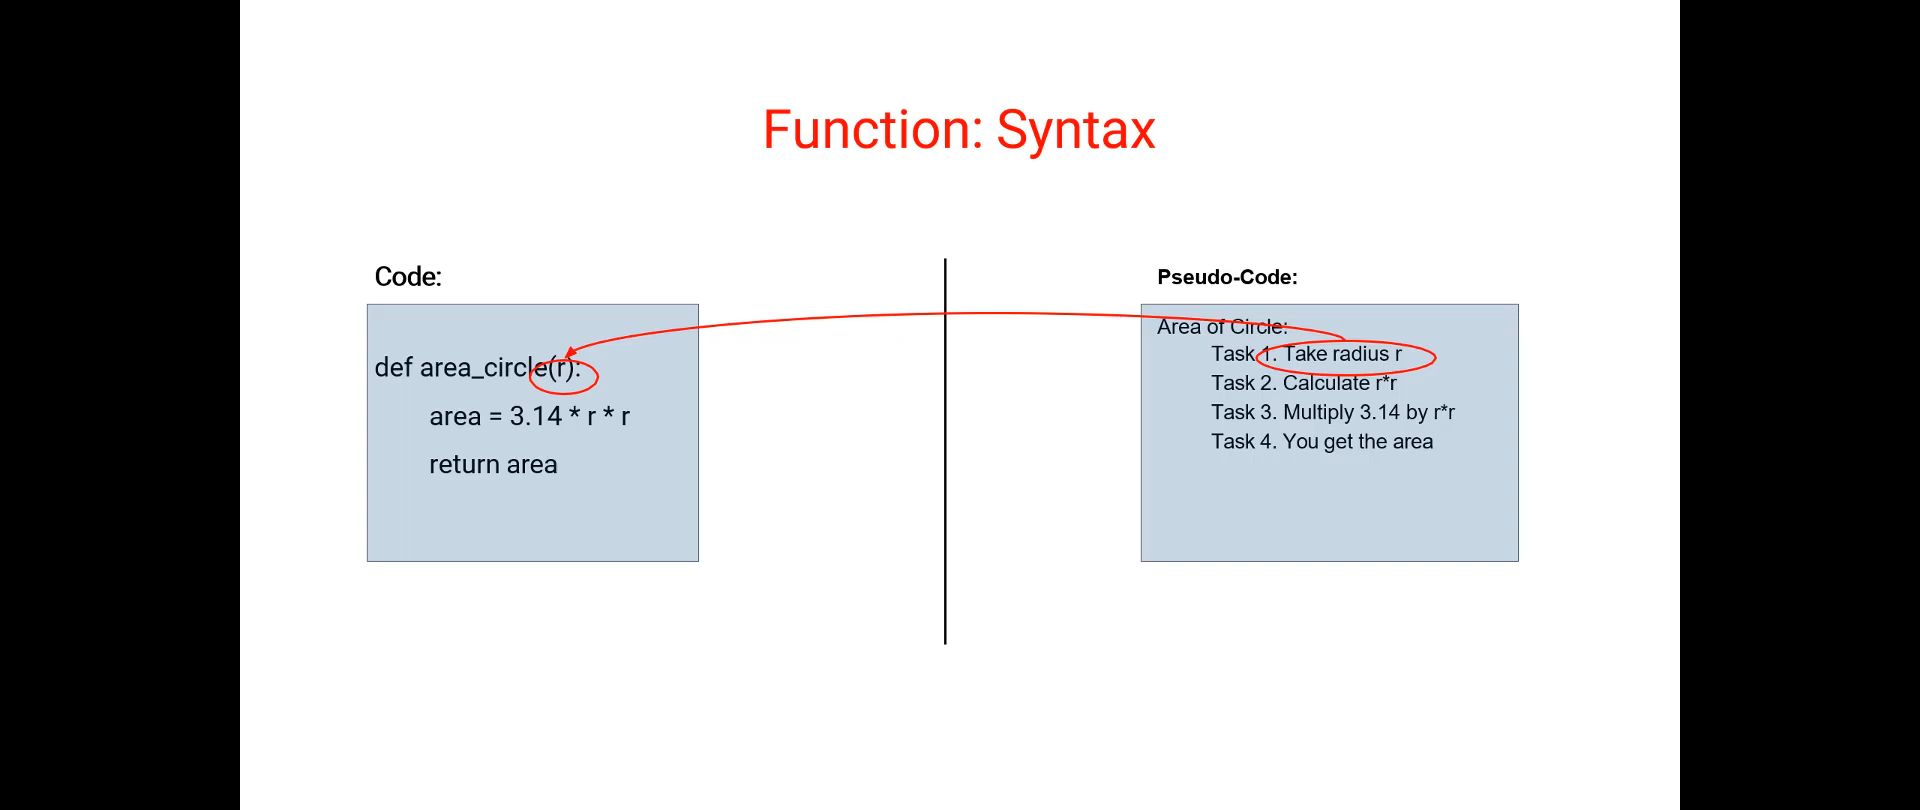 Function: Syntax
Code:
def area_circle(r):
area = 3.14 * r * r
return area
Pseudo-Code:
Area of Circle:
Task 1. Take radius r
Task 2. Calculate r*r
Task 3. Multiply 3.14 by r*r
Task 4. You get the area